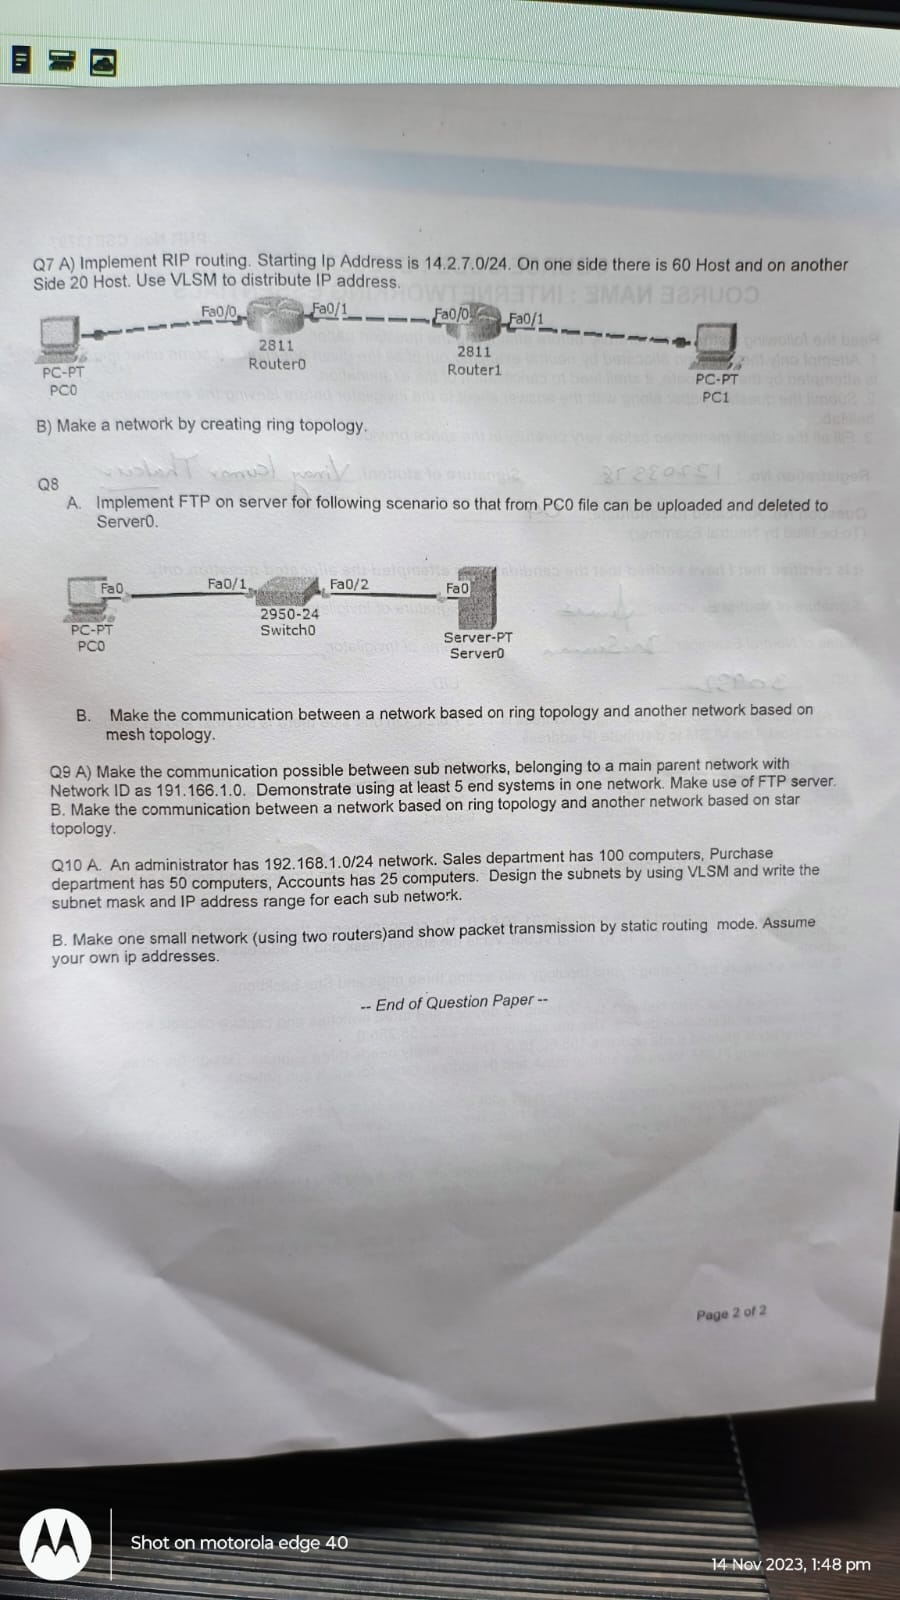 Q7 A) Implement RIP routing. Starting Ip Address is 14.2.7.0/24. On one side there is 60 Host and on another
Side 20 Host. Use VLSM to distribute IP address.
Fa0/0 Fa0/1 Fa0/0 Fa0/1
2811
Router0
2811
Router1
PC-PT
PC0
PC-PT
PC1
B) Make a network by creating ring topology.
Q8
A. Implement FTP on server for following scenario so that from PC0 file can be uploaded and deleted to
Server0.
Fa0 Fa0/1 Fa0/2 Fa0
2950-24
Switch0
PC-PT
PC0
Server-PT
Server0
B. Make the communication between a network based on ring topology and another network based on
mesh topology.
Q9 A) Make the communication possible between sub networks, belonging to a main parent network with
Network ID as 191.166.1.0. Demonstrate using at least 5 end systems in one network. Make use of FTP server.
B. Make the communication between a network based on ring topology and another network based on star
topology.
Q10 A. An administrator has 192.168.1.0/24 network. Sales department has 100 computers, Purchase
department has 50 computers, Accounts has 25 computers. Design the subnets by using VLSM and write the
subnet mask and IP address range for each sub network.
B. Make one small network (using two routers)and show packet transmission by static routing mode. Assume
your own ip addresses.
-- End of Question Paper --
Page 2 of 2
Shot on motorola edge 40
14 Nov 2023, 1:48 pm